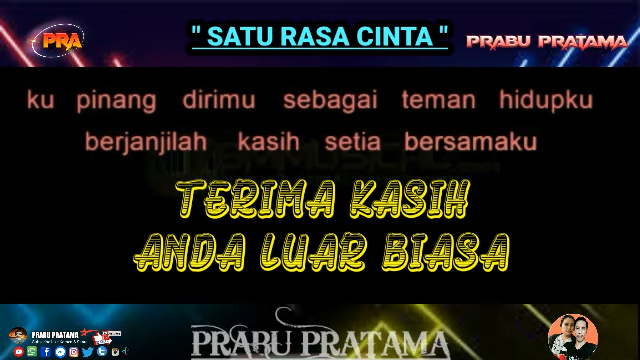 PRA
" SATU RASA CINTA "
PRABU PRATAMA
ku pinang dirimu sebagai teman hidupku
berjanjilah kasih setia bersamaku
TERIMA KASIH
ANDA LUAR BIASA
PRABU PRATAMA
PRABU PRATAMA